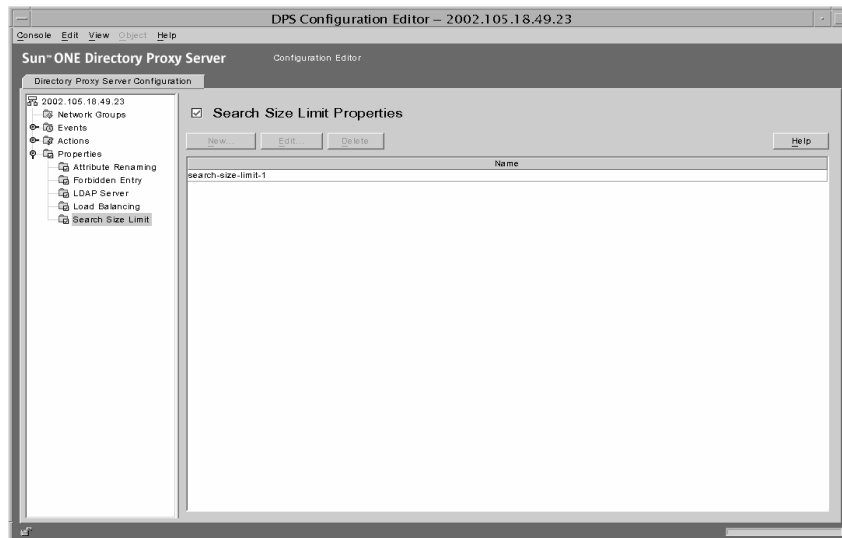 DPS Configuration Editor – 2002.105.18.49.23
Console Edit View Object Help
Sun™ ONE Directory Proxy Server Configuration Editor
Directory Proxy Server Configuration
2002.105.18.49.23
Network Groups
Events
Actions
Properties
Attribute Renaming
Forbidden Entry
LDAP Server
Load Balancing
Search Size Limit
Search Size Limit Properties
New... Edit... Delete Help
Name
search-size-limit-1